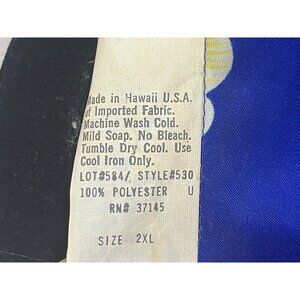 Made in Hawaii U.S.A.
of Imported Fabric.
Machine Wash Cold.
Mild Soap. No Bleach.
Tumble Dry Cool. Use
Cool Iron Only.
LOT#584/ STYLE#530
100% POLYESTER U
RN# 37145
SIZE 2XL